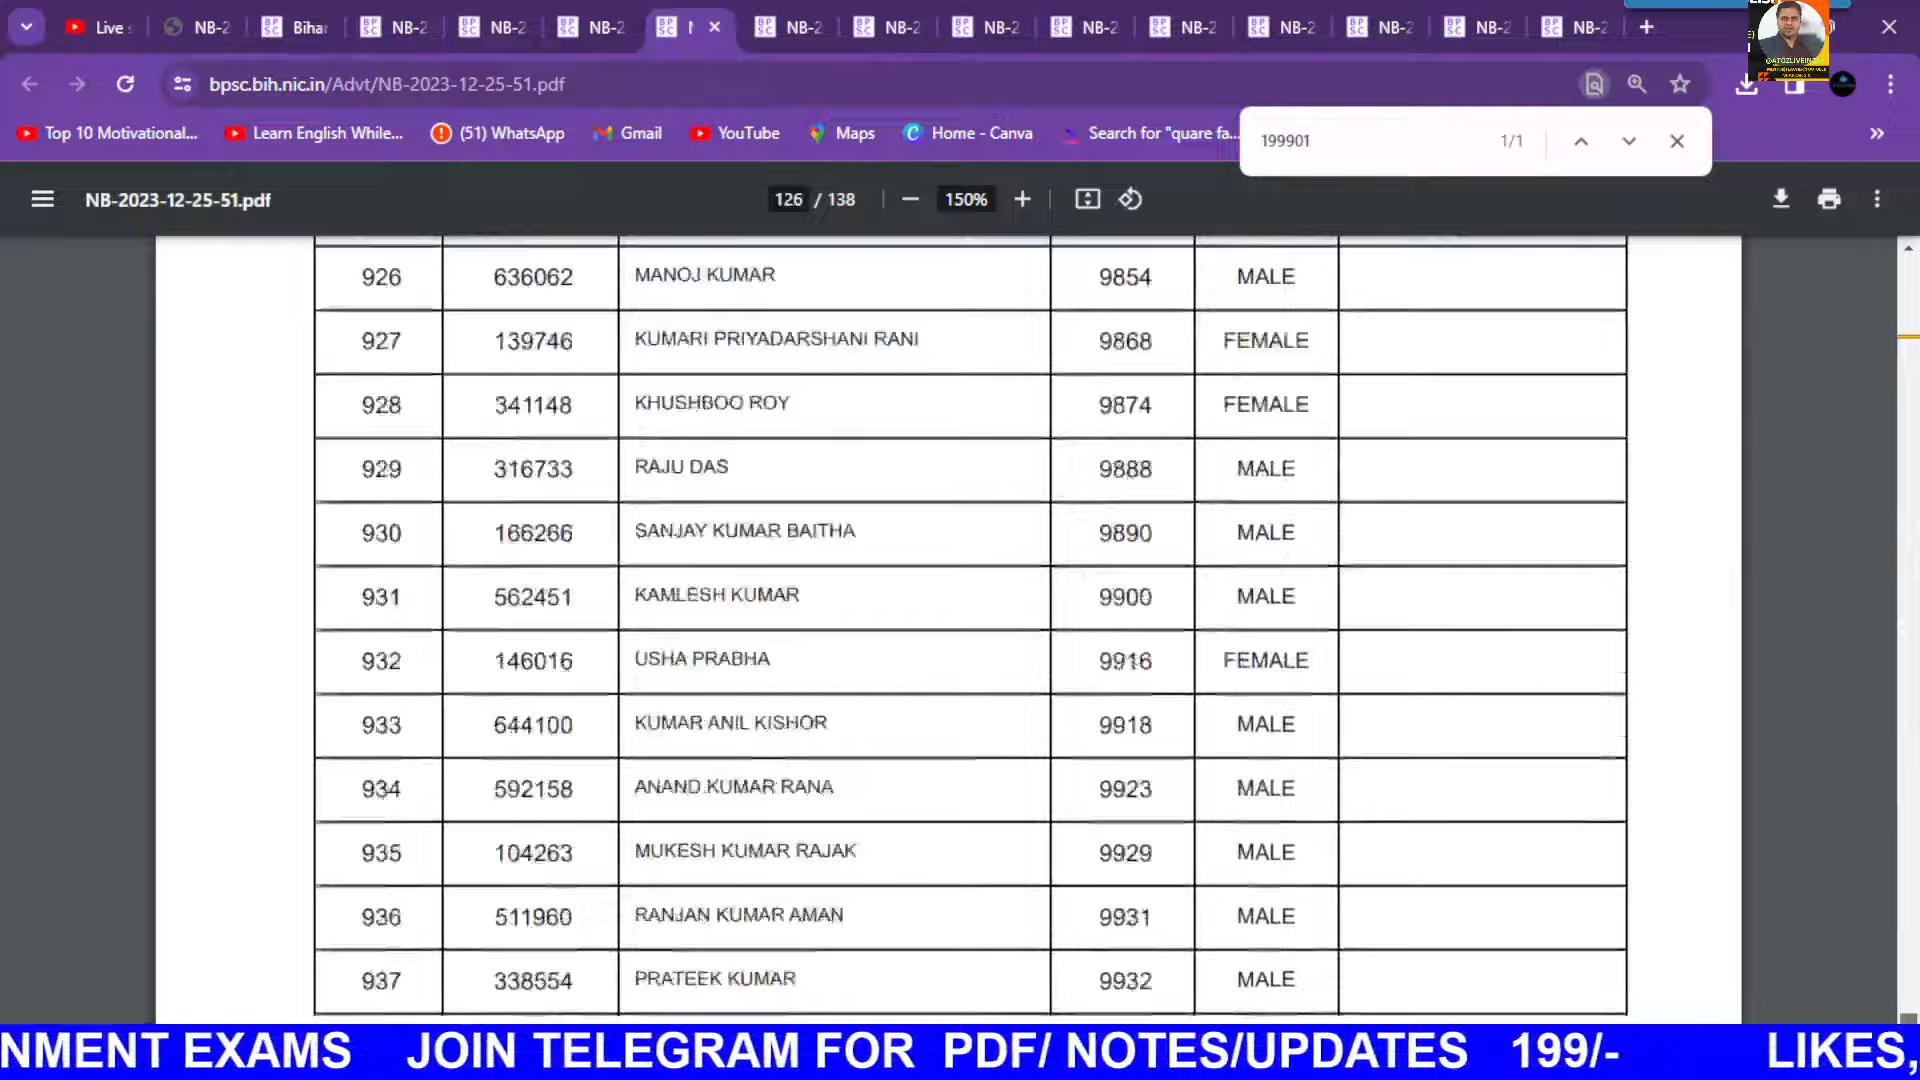 Live
NB-2
Bihar
NB-2
NB-2
NB-2
NB-2
NB-2
NB-2
NB-2
NB-2
NB-2
NB-2
NB-2
NB-2
bpsc.bih.nic.in/Advt/NB-2023-12-25-51.pdf
@ATOZLIVEINDI
Top 10 Motivational...
Learn English While...
(51) WhatsApp
Gmail
YouTube
Maps
Home - Canva
Search for "quare fa...
199901 1/1
NB-2023-12-25-51.pdf
126 / 138
150%
926 636062 MANOJ KUMAR 9854 MALE
927 139746 KUMARI PRIYADARSHANI RANI 9868 FEMALE
928 341148 KHUSHBOO ROY 9874 FEMALE
929 316733 RAJU DAS 9888 MALE
930 166266 SANJAY KUMAR BAITHA 9890 MALE
931 562451 KAMLESH KUMAR 9900 MALE
932 146016 USHA PRABHA 9916 FEMALE
933 644100 KUMAR ANIL KISHOR 9918 MALE
934 592158 ANAND KUMAR RANA 9923 MALE
935 104263 MUKESH KUMAR RAJAK 9929 MALE
936 511960 RANJAN KUMAR AMAN 9931 MALE
937 338554 PRATEEK KUMAR 9932 MALE
NMENT EXAMS JOIN TELEGRAM FOR PDF/ NOTES/UPDATES 199/- LIKES,